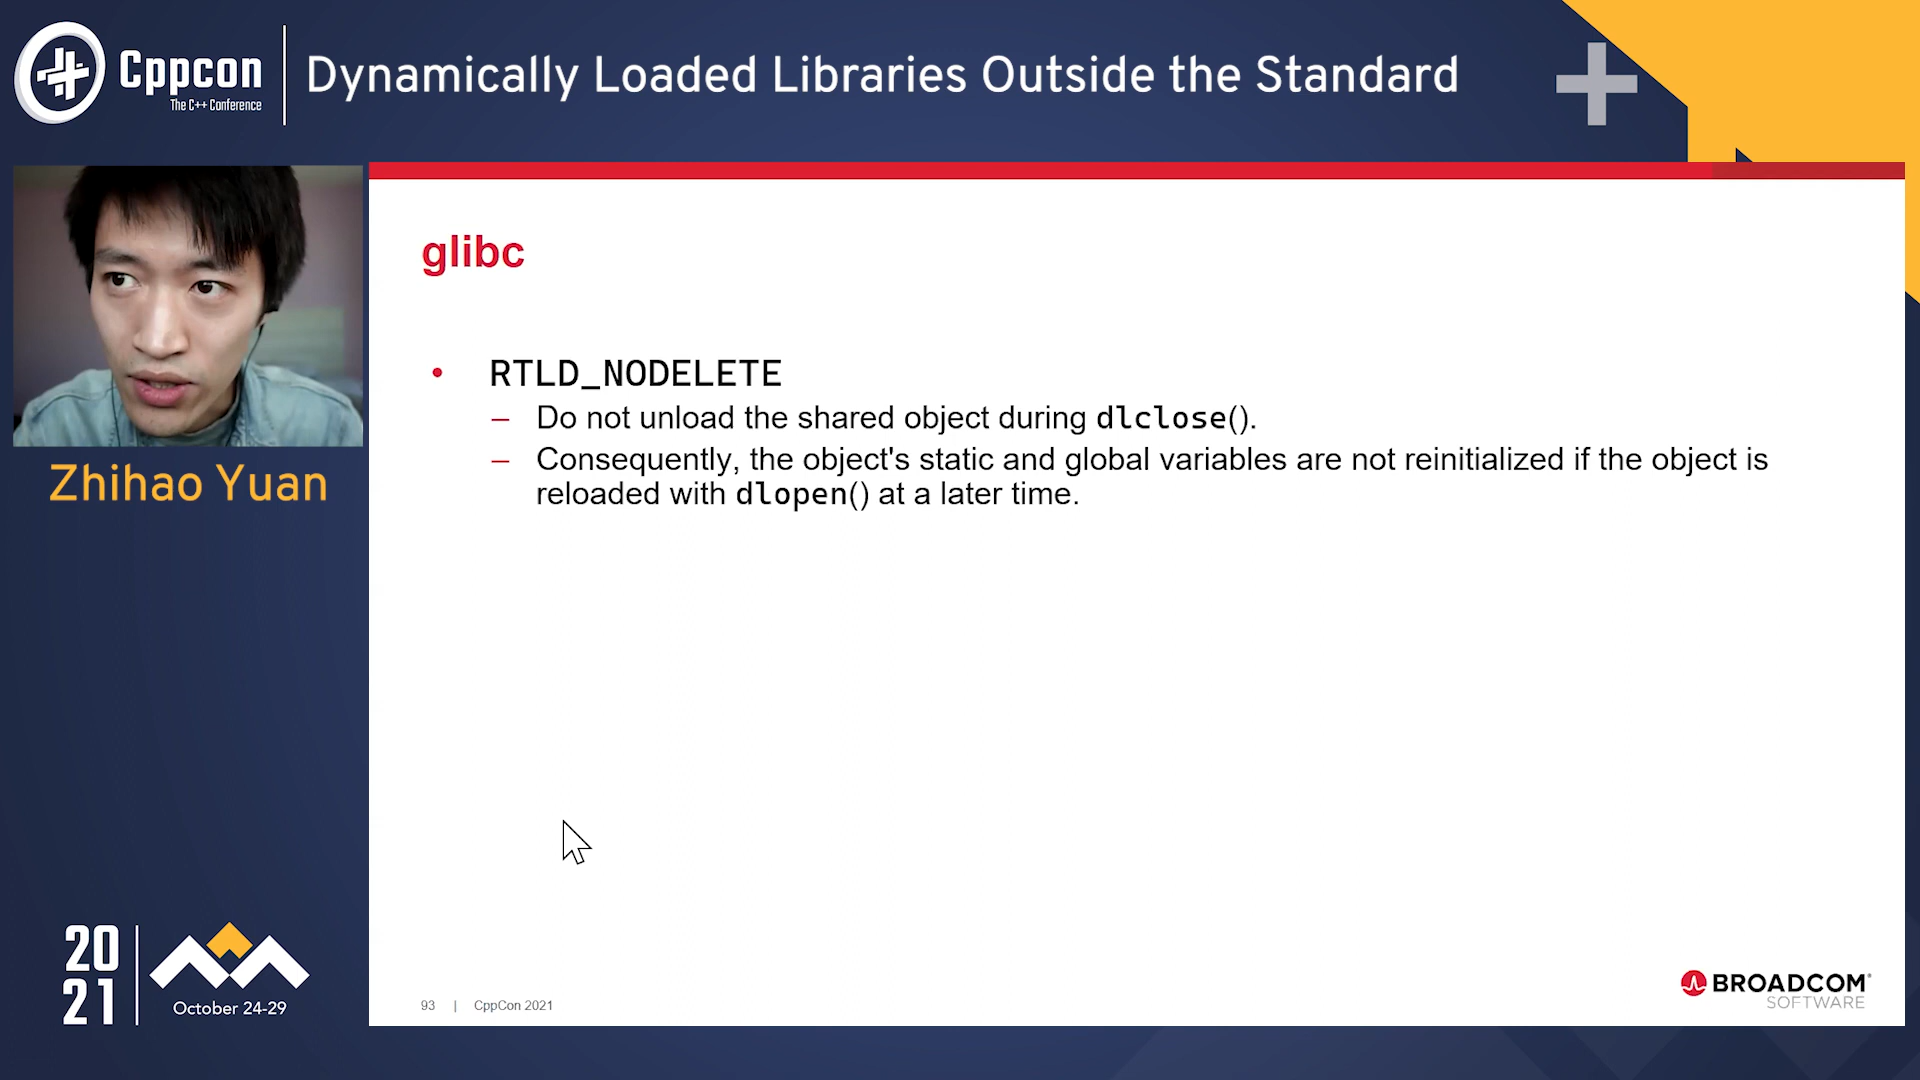 Cppcon
The C++ Conference
Dynamically Loaded Libraries Outside the Standard
Zhihao Yuan
glibc
• RTLD_NODELETE
– Do not unload the shared object during dlclose().
– Consequently, the object's static and global variables are not reinitialized if the object is
reloaded with dlopen() at a later time.
20
21
October 24-29
93 | CppCon 2021
BROADCOM®
SOFTWARE